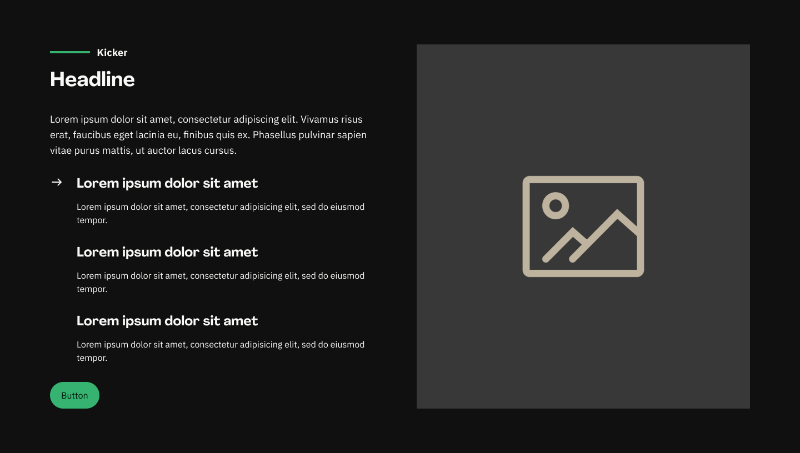 Kicker
Headline
Lorem ipsum dolor sit amet, consectetur adipiscing elit. Vivamus risus
erat, faucibus eget lacinia eu, finibus quis ex. Phasellus pulvinar sapien
vitae purus mattis, ut auctor lacus cursus.
Lorem ipsum dolor sit amet
Lorem ipsum dolor sit amet, consectetur adipisicing elit, sed do eiusmod
tempor.
Lorem ipsum dolor sit amet
Lorem ipsum dolor sit amet, consectetur adipisicing elit, sed do eiusmod
tempor.
Lorem ipsum dolor sit amet
Lorem ipsum dolor sit amet, consectetur adipisicing elit, sed do eiusmod
tempor.
Button